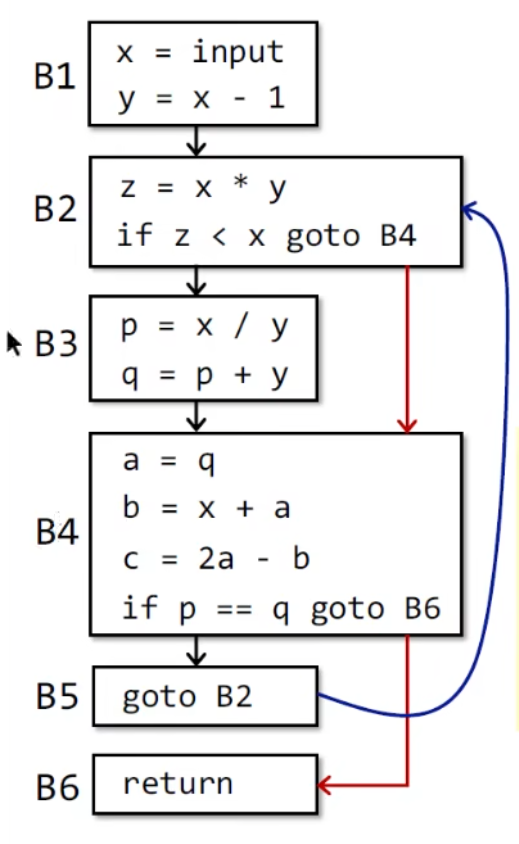 B1
x = input
y = x - 1
B2
z = x * y
if z < x goto B4
B3
p = x / y
q = p + y
B4
a = q
b = x + a
c = 2a - b
if p == q goto B6
B5
goto B2
B6
return